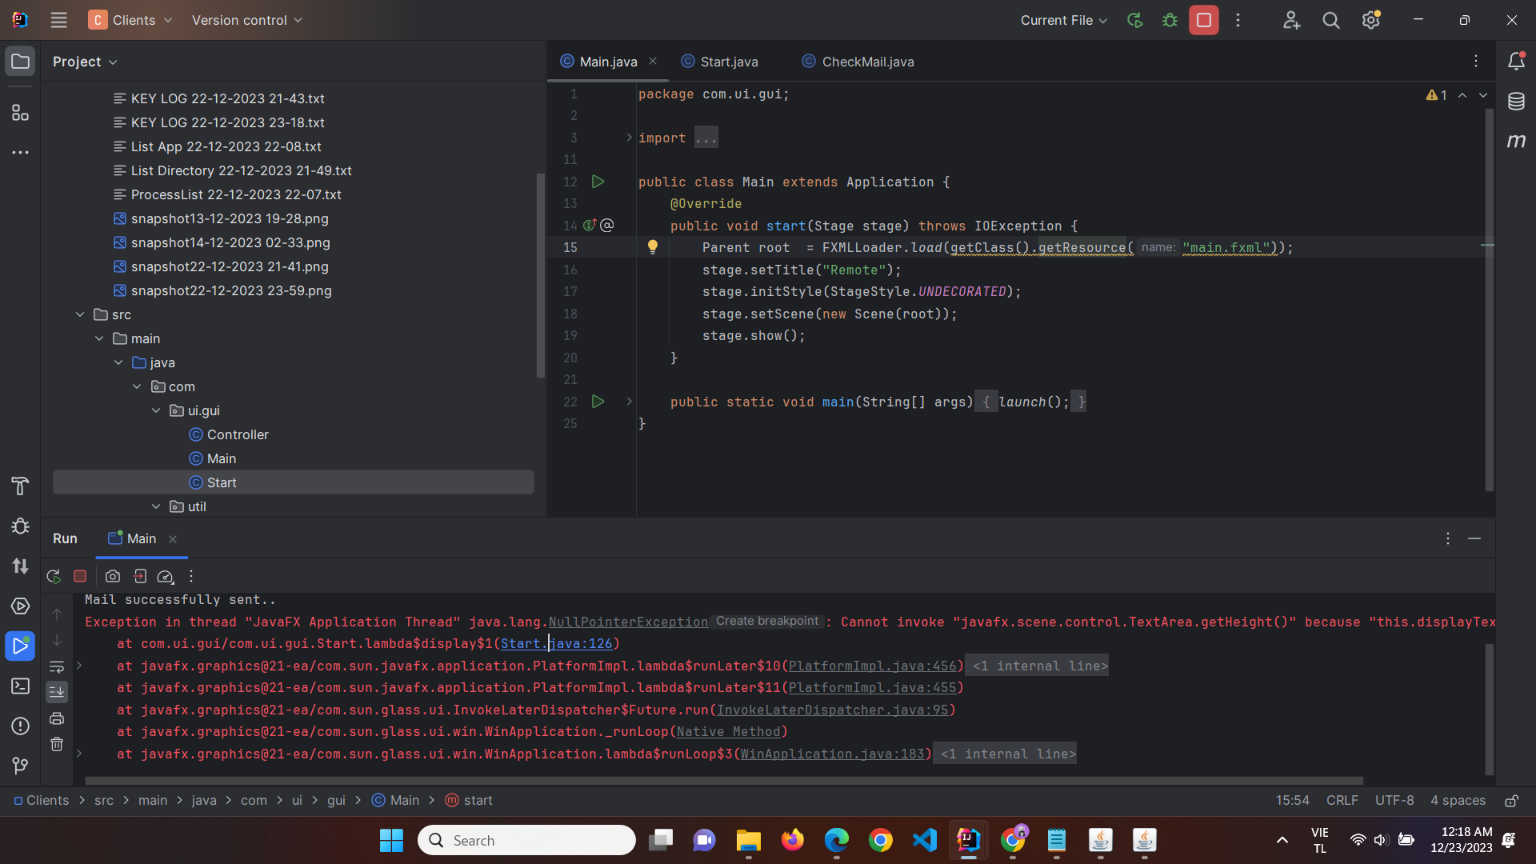 C Clients Version control Current File
Project
Main.java Start.java CheckMail.java
KEY LOG 22-12-2023 21-43.txt
KEY LOG 22-12-2023 23-18.txt
List App 22-12-2023 22-08.txt
List Directory 22-12-2023 21-49.txt
ProcessList 22-12-2023 22-07.txt
snapshot13-12-2023 19-28.png
snapshot14-12-2023 02-33.png
snapshot22-12-2023 21-41.png
snapshot22-12-2023 23-59.png
src
main
java
com
ui.gui
Controller
Main
Start
util
1 package com.ui.gui; 1
2
3 import ...
11
12 public class Main extends Application {
13 @Override
14 public void start(Stage stage) throws IOException {
15 Parent root  = FXMLLoader.load(getClass().getResource( name: "main.fxml"));
16 stage.setTitle("Remote");
17 stage.initStyle(StageStyle.UNDECORATED);
18 stage.setScene(new Scene(root));
19 stage.show();
20 }
21
22 public static void main(String[] args) { launch(); }
25 }
Run Main
Mail successfully sent..
Exception in thread "JavaFX Application Thread" java.lang.NullPointerException Create breakpoint : Cannot invoke "javafx.scene.control.TextArea.getHeight()" because "this.displayTex
at com.ui.gui/com.ui.gui.Start.lambda$display$1(Start.java:126)
at javafx.graphics@21-ea/com.sun.javafx.application.PlatformImpl.lambda$runLater$10(PlatformImpl.java:456) <1 internal line>
at javafx.graphics@21-ea/com.sun.javafx.application.PlatformImpl.lambda$runLater$11(PlatformImpl.java:455)
at javafx.graphics@21-ea/com.sun.glass.ui.InvokeLaterDispatcher$Future.run(InvokeLaterDispatcher.java:95)
at javafx.graphics@21-ea/com.sun.glass.ui.win.WinApplication._runLoop(Native Method)
at javafx.graphics@21-ea/com.sun.glass.ui.win.WinApplication.lambda$runLoop$3(WinApplication.java:183) <1 internal line>
Clients > src > main > java > com > ui > gui > Main > start 15:54 CRLF UTF-8 4 spaces
Search
VIE
TL
12:18 AM
12/23/2023